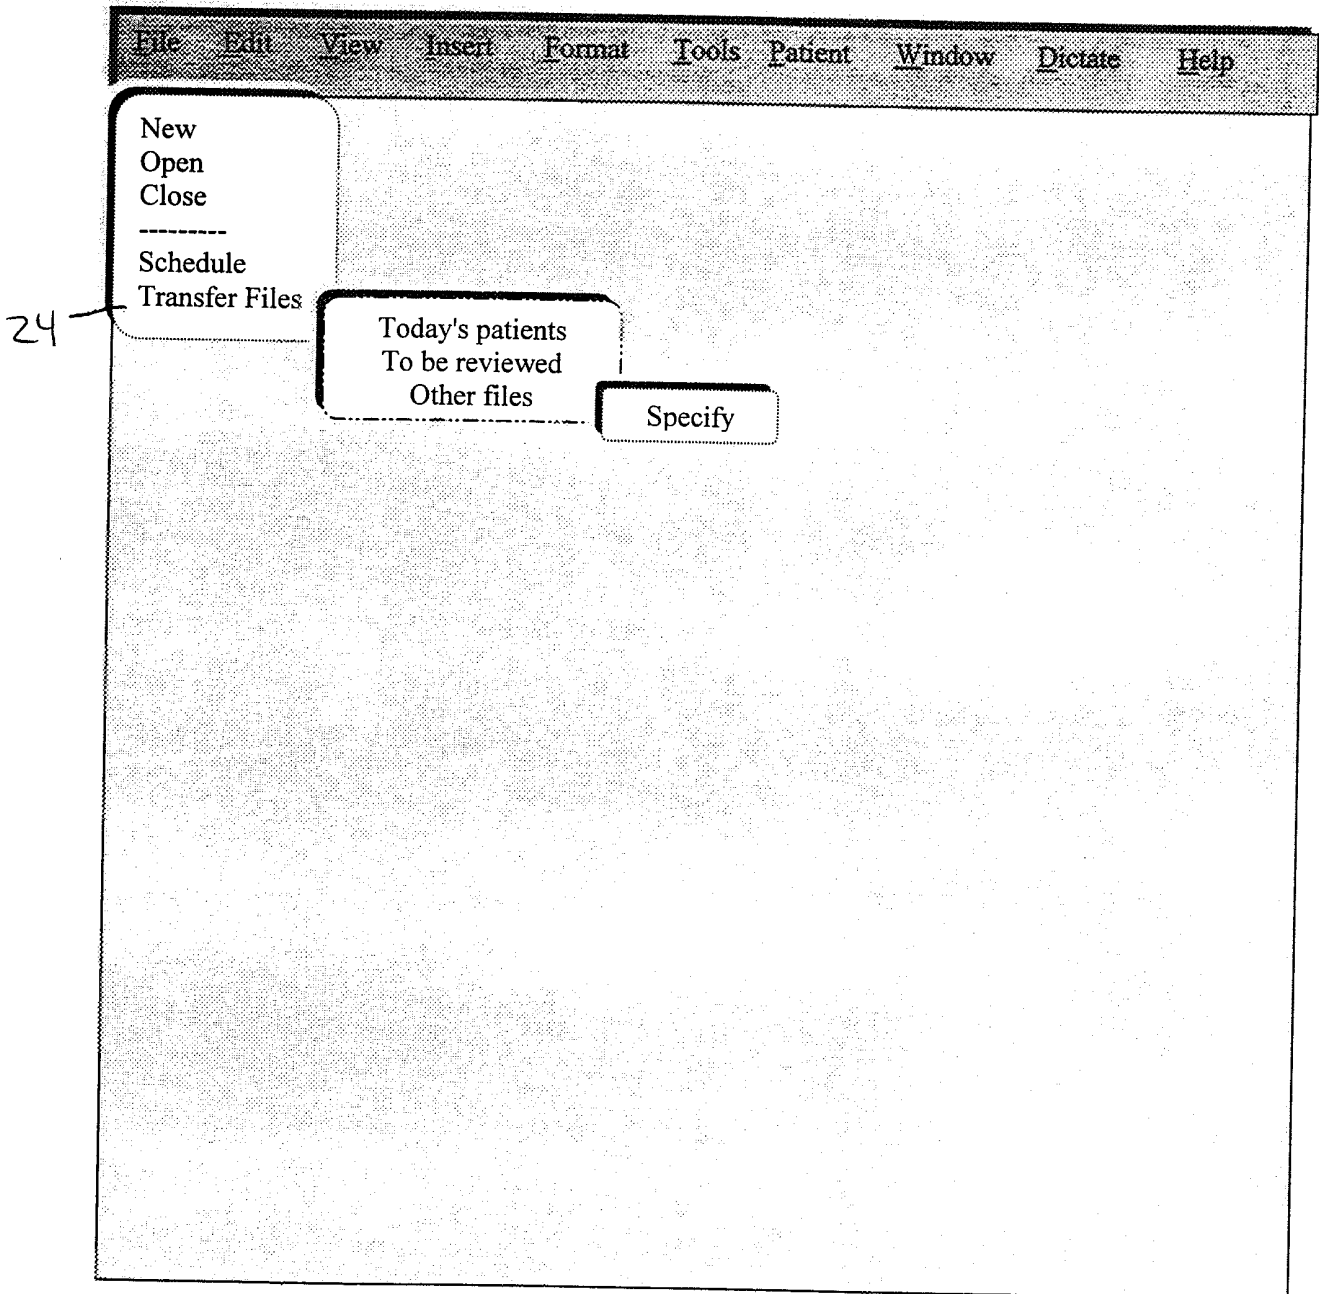 File Edit View Insert Format Tools Patient Window Dictate Help
New
Open
Close
---------
Schedule
Transfer Files
24
Today's patients
To be reviewed
Other files
Specify